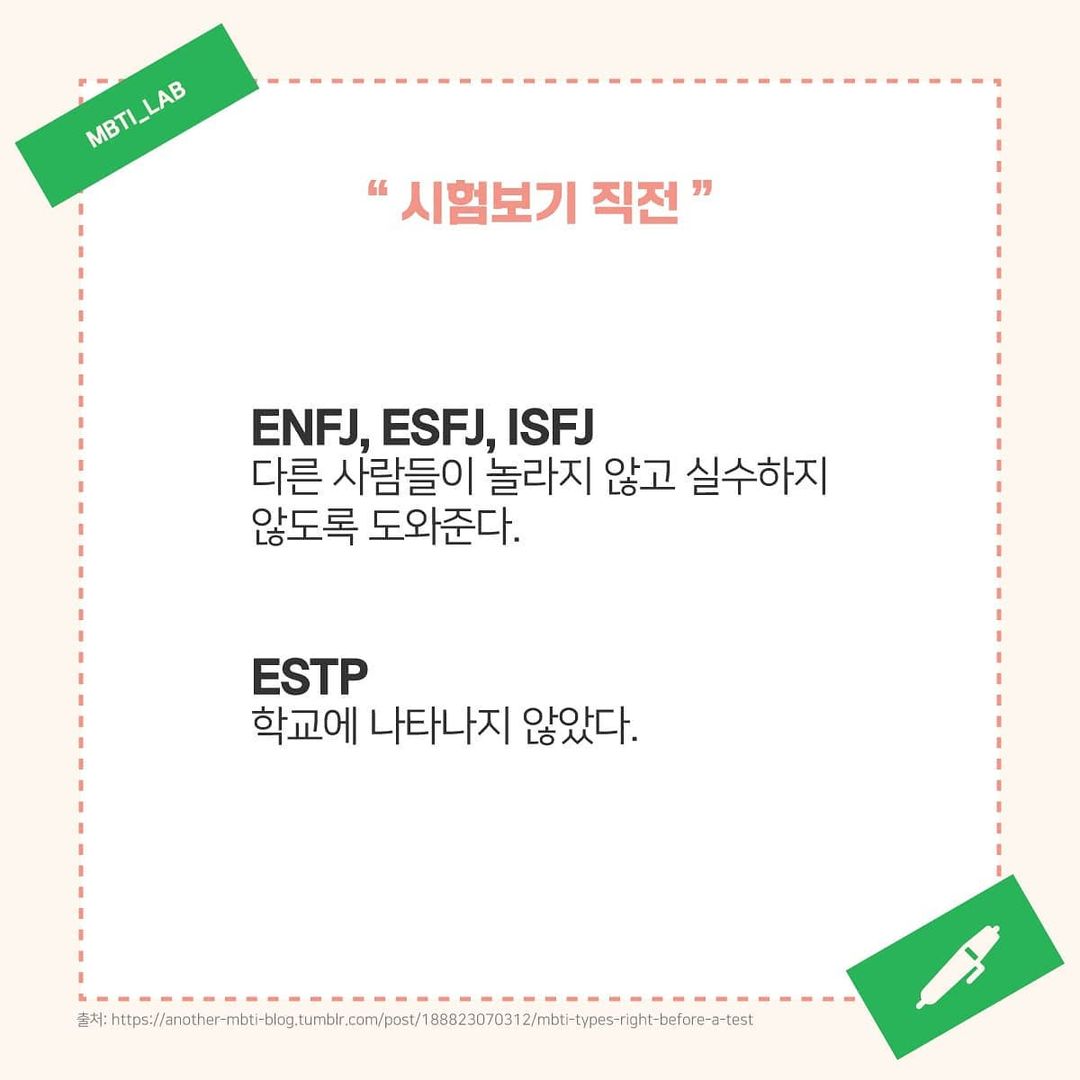 MBTI_LAB
“ 시험보기 직전 ”
ENFJ, ESFJ, ISFJ
다른 사람들이 놀라지 않고 실수하지
않도록 도와준다.
ESTP
학교에 나타나지 않았다.
출처: https://another-mbti-blog.tumblr.com/post/188823070312/mbti-types-right-before-a-test